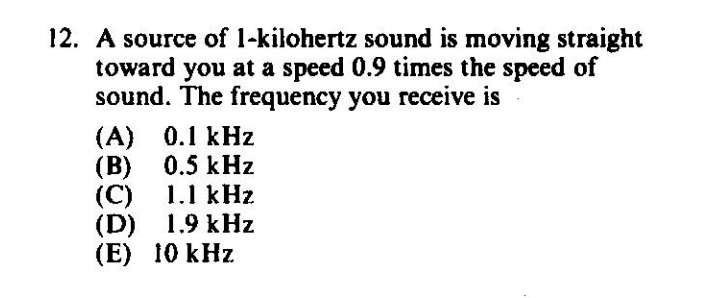 12. A source of 1-kilohertz sound is moving straight
toward you at a speed 0.9 times the speed of
sound. The frequency you receive is
(A) 0.1 kHz
(B) 0.5 kHz
(C) 1.1 kHz
(D) 1.9 kHz
(E) 10 kHz